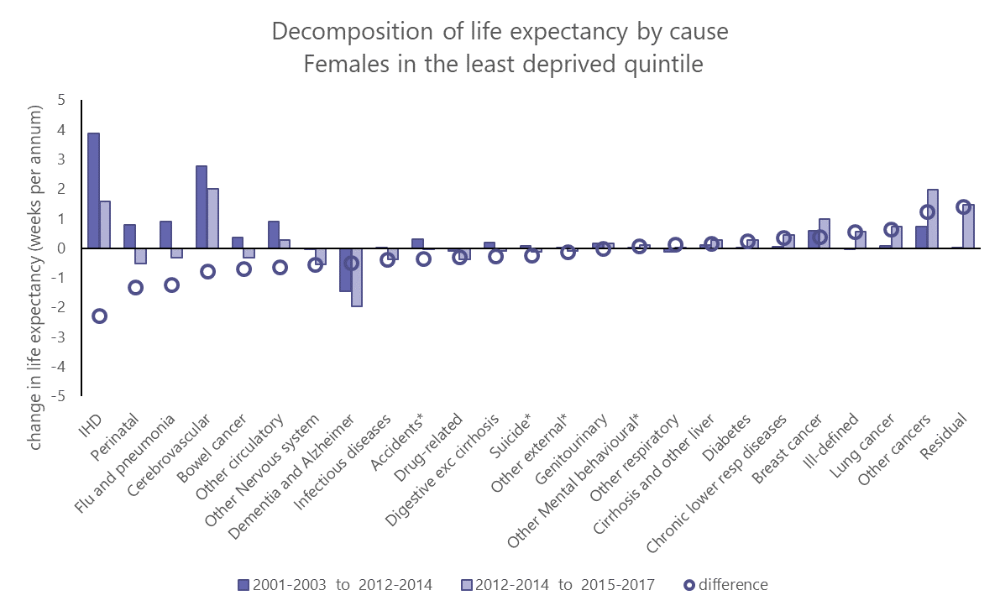 Decomposition of life expectancy by cause
Females in the least deprived quintile
change in life expectancy (weeks per annum)
5
4
3
2
1
0
-1
-2
-3
-4
-5
IHD
Perinatal
Flu and pneumonia
Cerebrovascular
Bowel cancer
Other circulatory
Other Nervous system
Dementia and Alzheimer
Infectious diseases
Accidents*
Drug-related
Digestive exc cirrhosis
Suicide*
Other external*
Genitourinary
Other Mental behavioural*
Other respiratory
Cirrhosis and other liver
Diabetes
Chronic lower resp diseases
Breast cancer
Ill-defined
Lung cancer
Other cancers
Residual
2001-2003 to 2012-2014
2012-2014 to 2015-2017
difference